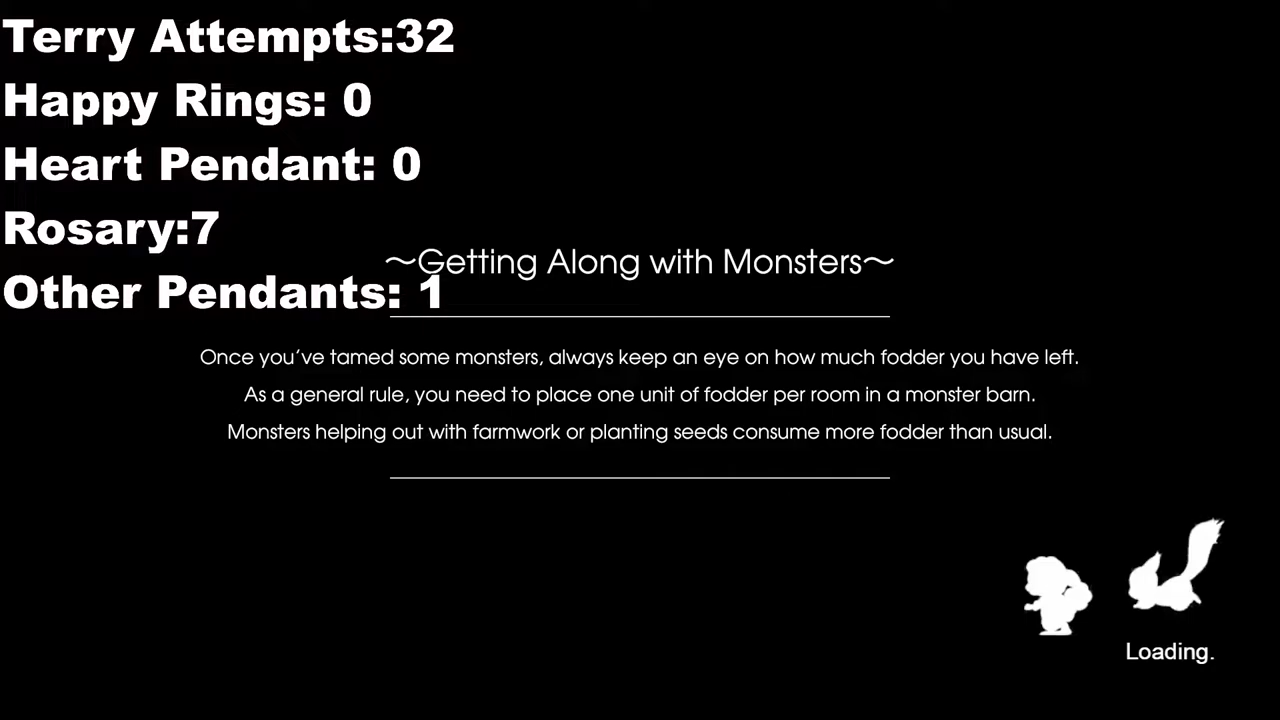 Terry Attempts:32
Happy Rings: 0
Heart Pendant: 0
Rosary:7
～Getting Along with Monsters～
Other Pendants: 1
Once you've tamed some monsters, always keep an eye on how much fodder you have left.
As a general rule, you need to place one unit of fodder per room in a monster barn.
Monsters helping out with farmwork or planting seeds consume more fodder than usual.
Loading.